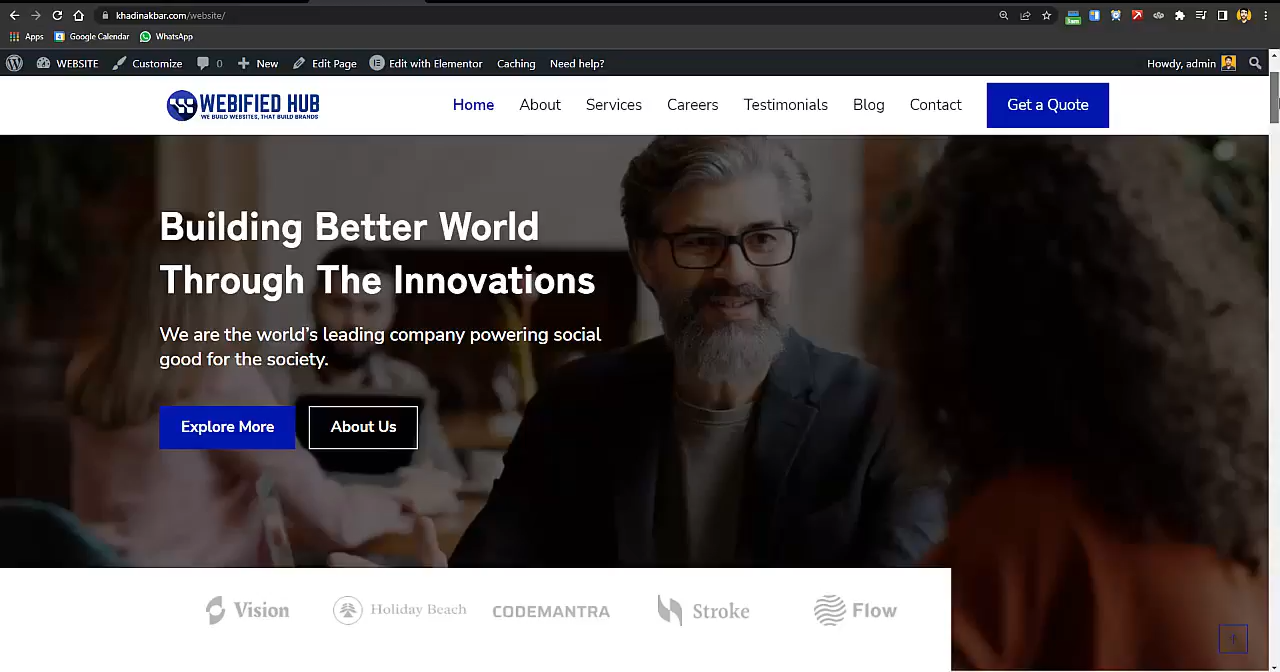 khadinakbar.com/website/
Apps Google Calendar WhatsApp
WEBSITE Customize 0 New Edit Page Edit with Elementor Caching Need help? Howdy, admin
WEBIFIED HUB
WE BUILD WEBSITES, THAT BUILD BRANDS
Home About Services Careers Testimonials Blog Contact Get a Quote
Building Better World
Through The Innovations
We are the world's leading company powering social
good for the society.
Explore More About Us
Vision Holiday Beach CODEMANTRA Stroke Flow